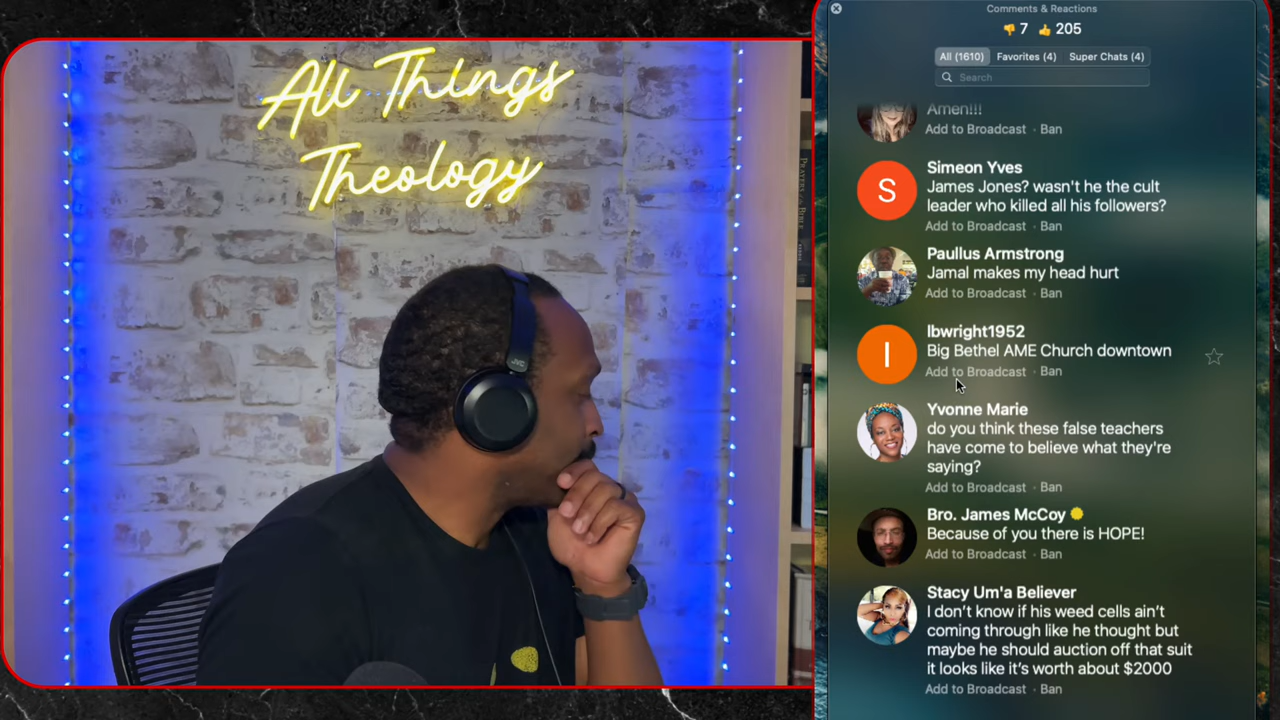 All Things
Theology
JVC
PRAYERS of the BIBLE
Comments & Reactions
👎 7 👍 205
All (1610) Favorites (4) Super Chats (4)
Search
Amen!!!
Add to Broadcast · Ban
S
Simeon Yves
James Jones? wasn't he the cult
leader who killed all his followers?
Add to Broadcast · Ban
Paullus Armstrong
Jamal makes my head hurt
Add to Broadcast · Ban
I
lbwright1952
Big Bethel AME Church downtown
Add to Broadcast · Ban
Yvonne Marie
do you think these false teachers
have come to believe what they're
saying?
Add to Broadcast · Ban
Bro. James McCoy
Because of you there is HOPE!
Add to Broadcast · Ban
Stacy Um'a Believer
I don't know if his weed cells ain't
coming through like he thought but
maybe he should auction off that suit
it looks like it's worth about $2000
Add to Broadcast · Ban